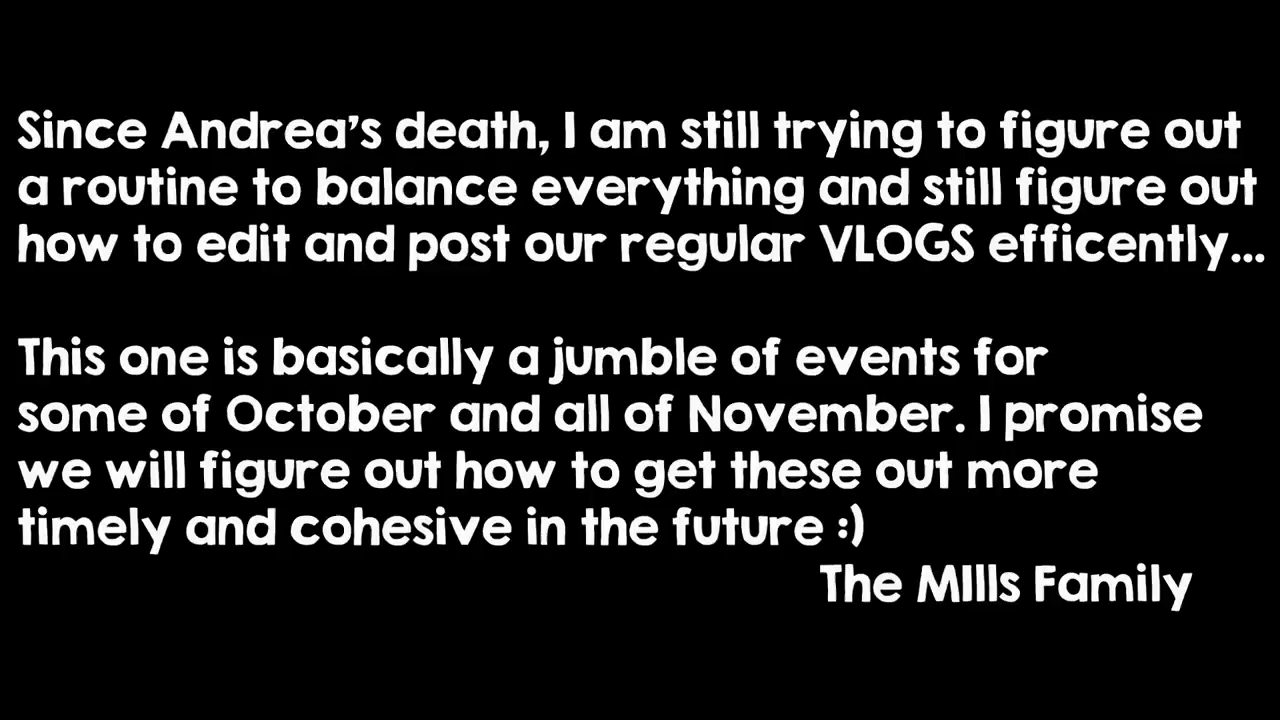 Since Andrea's death, I am still trying to figure out
a routine to balance everything and still figure out
how to edit and post our regular VLOGS efficently...
This one is basically a jumble of events for
some of October and all of November. I promise
we will figure out how to get these out more
timely and cohesive in the future :)
The MIlls Family